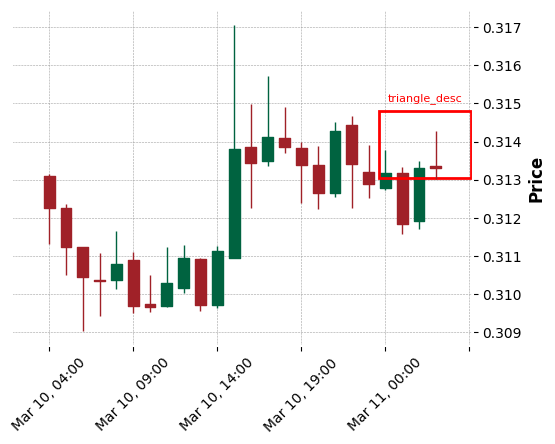 0.317
0.316
0.315
triangle_desc
0.314
0.313
0.312
0.311
0.310
0.309
Price
Mar 10, 04:00
Mar 10, 09:00
Mar 10, 14:00
Mar 10, 19:00
Mar 11, 00:00